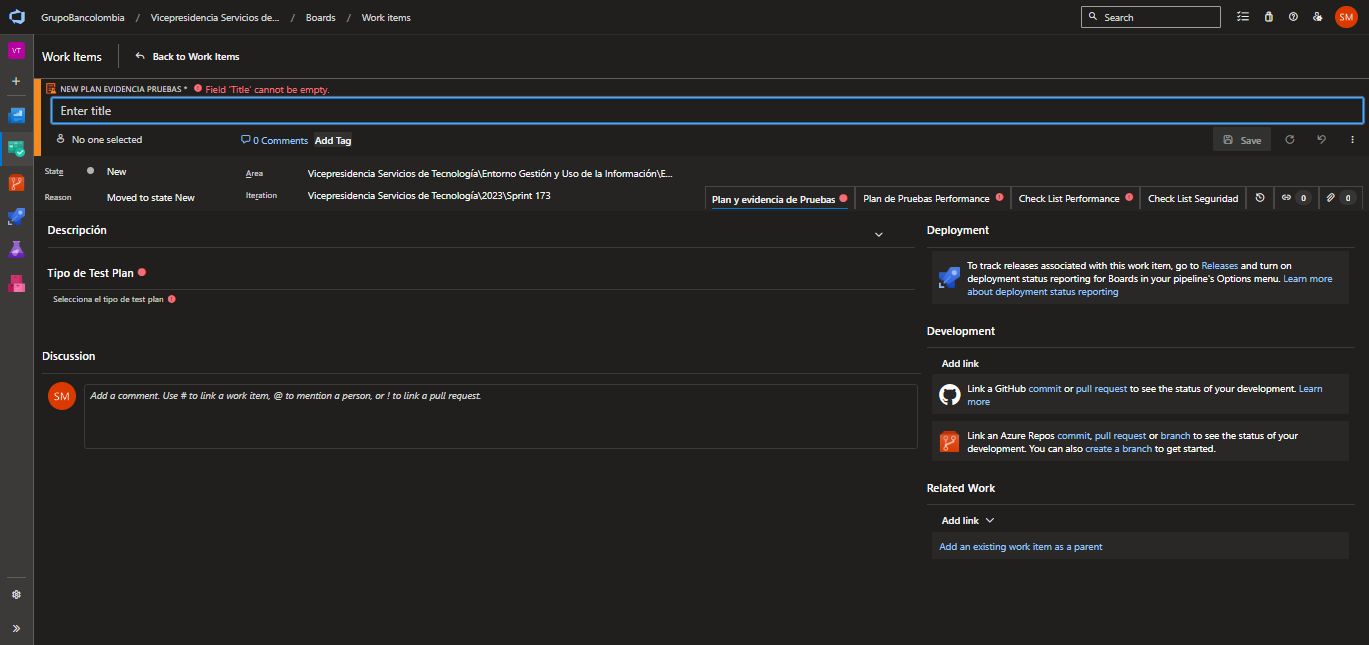 GrupoBancolombia / Vicepresidencia Servicios de... / Boards / Work items
Search
SM
VT
Work Items
Back to Work Items
NEW PLAN EVIDENCIA PRUEBAS * Field 'Title' cannot be empty.
Enter title
No one selected
0 Comments
Add Tag
Save
State
New
Area
Vicepresidencia Servicios de Tecnología\Entorno Gestión y Uso de la Información\E...
Reason
Moved to state New
Iteration
Vicepresidencia Servicios de Tecnología\2023\Sprint 173
Plan y evidencia de Pruebas
Plan de Pruebas Performance
Check List Performance
Check List Seguridad
0
0
Descripción
Tipo de Test Plan
Selecciona el tipo de test plan
Discussion
SM
Add a comment. Use # to link a work item, @ to mention a person, or ! to link a pull request.
Deployment
To track releases associated with this work item, go to Releases and turn on
deployment status reporting for Boards in your pipeline's Options menu. Learn more
about deployment status reporting
Development
Add link
Link a GitHub commit or pull request to see the status of your development. Learn
more
Link an Azure Repos commit, pull request or branch to see the status of your
development. You can also create a branch to get started.
Related Work
Add link
Add an existing work item as a parent